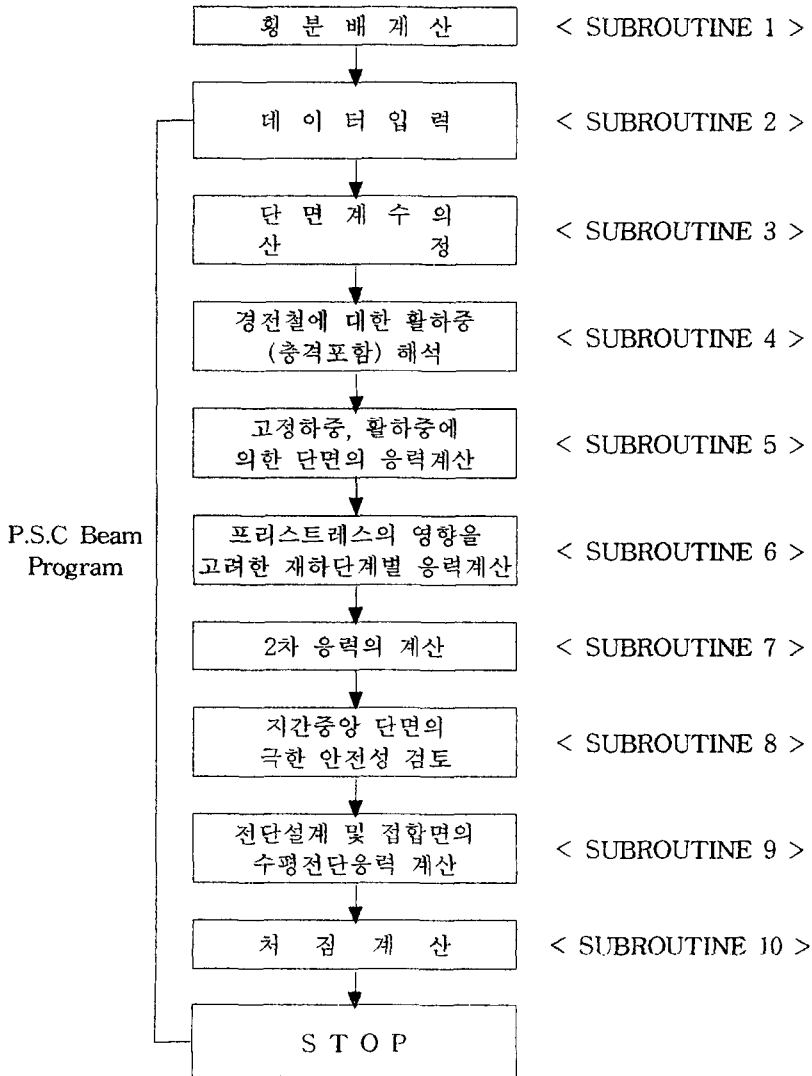 횡 분 배 계 산
< SUBROUTINE 1 >
데 이 터 입 력
< SUBROUTINE 2 >
단 면 계 수 의
산 정
< SUBROUTINE 3 >
경전철에 대한 활하중
(충격포함) 해석
< SUBROUTINE 4 >
고정하중, 활하중에
의한 단면의 응력계산
< SUBROUTINE 5 >
P.S.C Beam
Program
프리스트레스의 영향을
고려한 재하단계별 응력계산
< SUBROUTINE 6 >
2차 응력의 계산
< SUBROUTINE 7 >
지간중앙 단면의
극한 안전성 검토
< SUBROUTINE 8 >
전단설계 및 접합면의
수평전단응력 계산
< SUBROUTINE 9 >
처 짐 계 산
< SUBROUTINE 10 >
S T O P